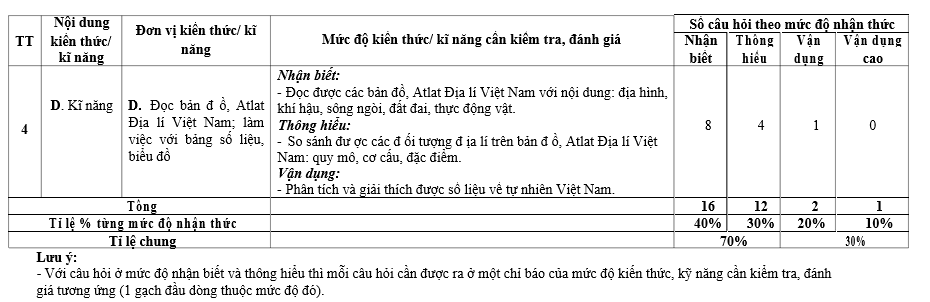 TT
Nội dung kiến thức/ kĩ năng
Đơn vị kiến thức/ kĩ năng
Mức độ kiến thức/ kĩ năng cần kiểm tra, đánh giá
Số câu hỏi theo mức độ nhận thức
Nhận biết
Thông hiểu
Vận dụng
Vận dụng cao
4
D. Kĩ năng
D. Đọc bản đ ồ, Atlat
Địa lí Việt Nam; làm
việc với bảng số liệu,
biểu đồ
Nhận biết:
- Đọc được các bản đồ, Atlat Địa lí Việt Nam với nội dung: địa hình,
khí hậu, sông ngòi, đất đai, thực động vật.
Thông hiểu:
- So sánh đư ợc các đ ối tượng đ ịa lí trên bản đ ồ, Atlat Địa lí Việt
Nam: quy mô, cơ cấu, đặc điểm.
Vận dụng:
- Phân tích và giải thích được số liệu về tự nhiên Việt Nam.
8 4 1 0
Tổng 16 12 2 1
Tỉ lệ % từng mức độ nhận thức 40% 30% 20% 10%
Tỉ lệ chung 70% 30%
Lưu ý:
- Với câu hỏi ở mức độ nhận biết và thông hiểu thì mỗi câu hỏi cần được ra ở một chỉ báo của mức độ kiến thức, kỹ năng cần kiểm tra, đánh
giá tương ứng (1 gạch đầu dòng thuộc mức độ đó).